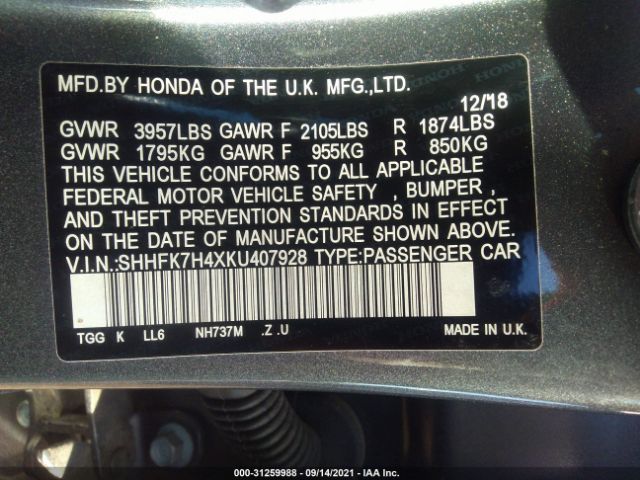 MFD.BY HONDA OF THE U.K. MFG.,LTD.
12/18
GVWR 3957LBS GAWR F 2105LBS R 1874LBS
GVWR 1795KG GAWR F 955KG R 850KG
THIS VEHICLE CONFORMS TO ALL APPLICABLE
FEDERAL MOTOR VEHICLE SAFETY , BUMPER ,
AND THEFT PREVENTION STANDARDS IN EFFECT
ON THE DATE OF MANUFACTURE SHOWN ABOVE.
V.I.N.:SHHFK7H4XKU407928 TYPE:PASSENGER CAR
TGG K LL6 NH737M .Z .U MADE IN U.K.
000-31259988 - 09/14/2021 - IAA Inc.